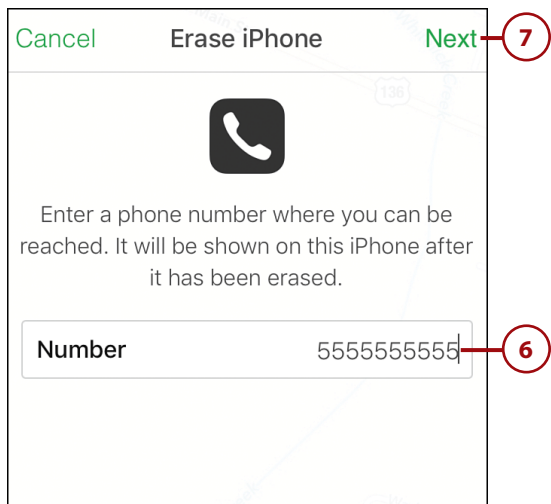 Cancel Erase iPhone Next 7
136
Enter a phone number where you can be
reached. It will be shown on this iPhone after
it has been erased.
Number 5555555555 6